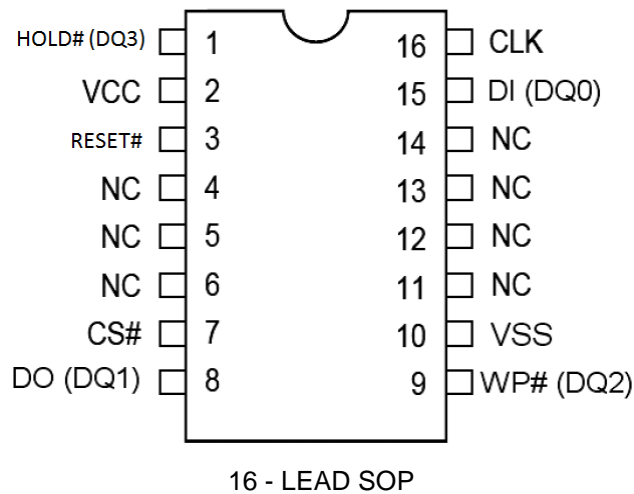 HOLD# (DQ3) 1 16 CLK
VCC 2 15 DI (DQ0)
RESET# 3 14 NC
NC 4 13 NC
NC 5 12 NC
NC 6 11 NC
CS# 7 10 VSS
DO (DQ1) 8 9 WP# (DQ2)
16 - LEAD SOP